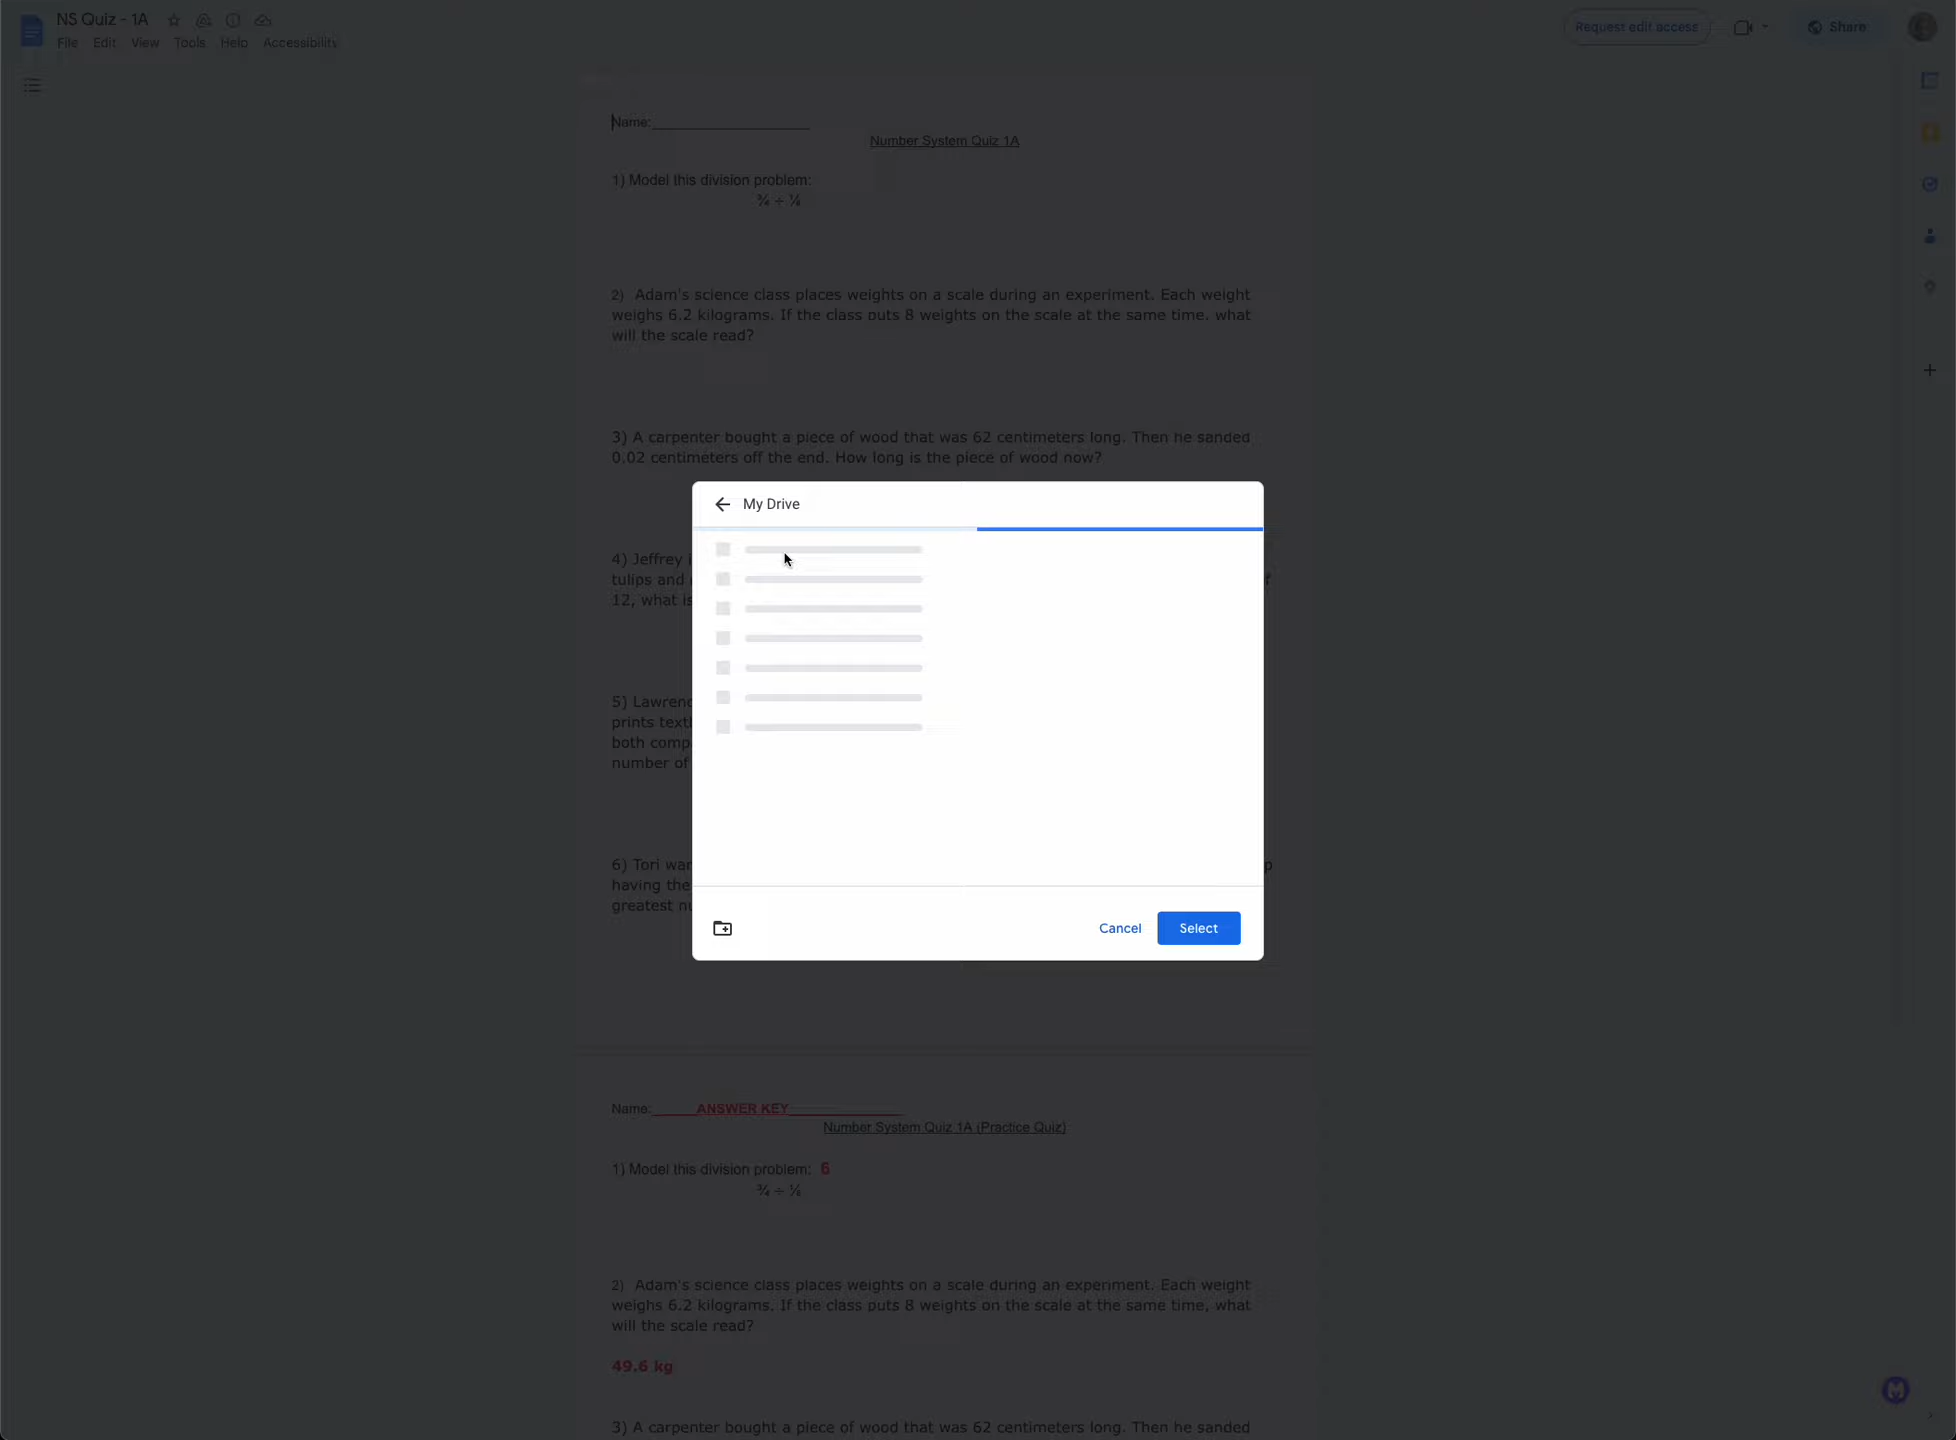 NS Quiz - 1A
File Edit View Tools Help Accessibility
Request edit access
Share
Name:
Number System Quiz 1A
1) Model this division problem:
2) Adam's science class places weights on a scale during an experiment. Each weight
weighs 6.2 kilograms. If the class puts 8 weights on the scale at the same time, what
will the scale read?
3) A carpenter bought a piece of wood that was 62 centimeters long. Then he sanded
0.02 centimeters off the end. How long is the piece of wood now?
4) Jeffrey
tulips and
12, what is
My Drive
5) Lawrenc
prints textb
both comp
number of
6) Tori war
having the
greatest nu
Cancel
Select
Name: ANSWER KEY
Number System Quiz 1A (Practice Quiz)
1) Model this division problem: 6
¾ ÷ ⅛
2) Adam's science class places weights on a scale during an experiment. Each weight
weighs 6.2 kilograms. If the class puts 8 weights on the scale at the same time, what
will the scale read?
49.6 kg
3) A carpenter bought a piece of wood that was 62 centimeters long. Then he sanded